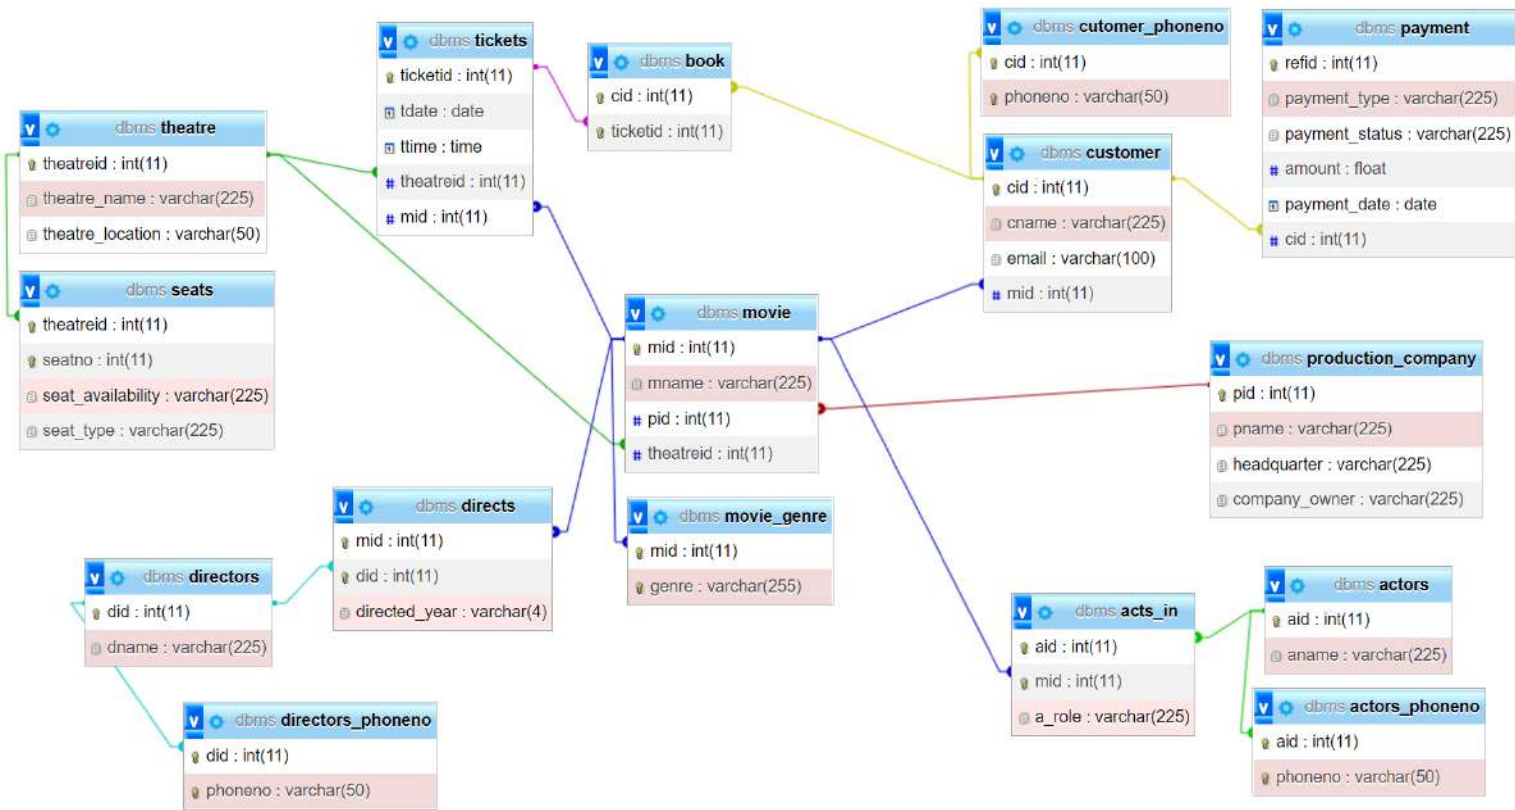 dbms theatre
theatreid : int(11)
theatre_name : varchar(225)
theatre_location : varchar(50)
dbms seats
theatreid : int(11)
seatno : int(11)
seat_availability : varchar(225)
seat_type : varchar(225)
dbms tickets
ticketid : int(11)
tdate : date
ttime : time
theatreid : int(11)
mid : int(11)
dbms book
cid : int(11)
ticketid : int(11)
dbms cutomer_phoneno
cid : int(11)
phoneno : varchar(50)
dbms customer
cid : int(11)
cname : varchar(225)
email : varchar(100)
mid : int(11)
dbms payment
refid : int(11)
payment_type : varchar(225)
payment_status : varchar(225)
amount : float
payment_date : date
cid : int(11)
dbms movie
mid : int(11)
mname : varchar(225)
pid : int(11)
theatreid : int(11)
dbms production_company
pid : int(11)
pname : varchar(225)
headquarter : varchar(225)
company_owner : varchar(225)
dbms directs
mid : int(11)
did : int(11)
directed_year : varchar(4)
dbms movie_genre
mid : int(11)
genre : varchar(255)
dbms directors
did : int(11)
dname : varchar(225)
dbms directors_phoneno
did : int(11)
phoneno : varchar(50)
dbms acts_in
aid : int(11)
mid : int(11)
a_role : varchar(225)
dbms actors
aid : int(11)
aname : varchar(225)
dbms actors_phoneno
aid : int(11)
phoneno : varchar(50)